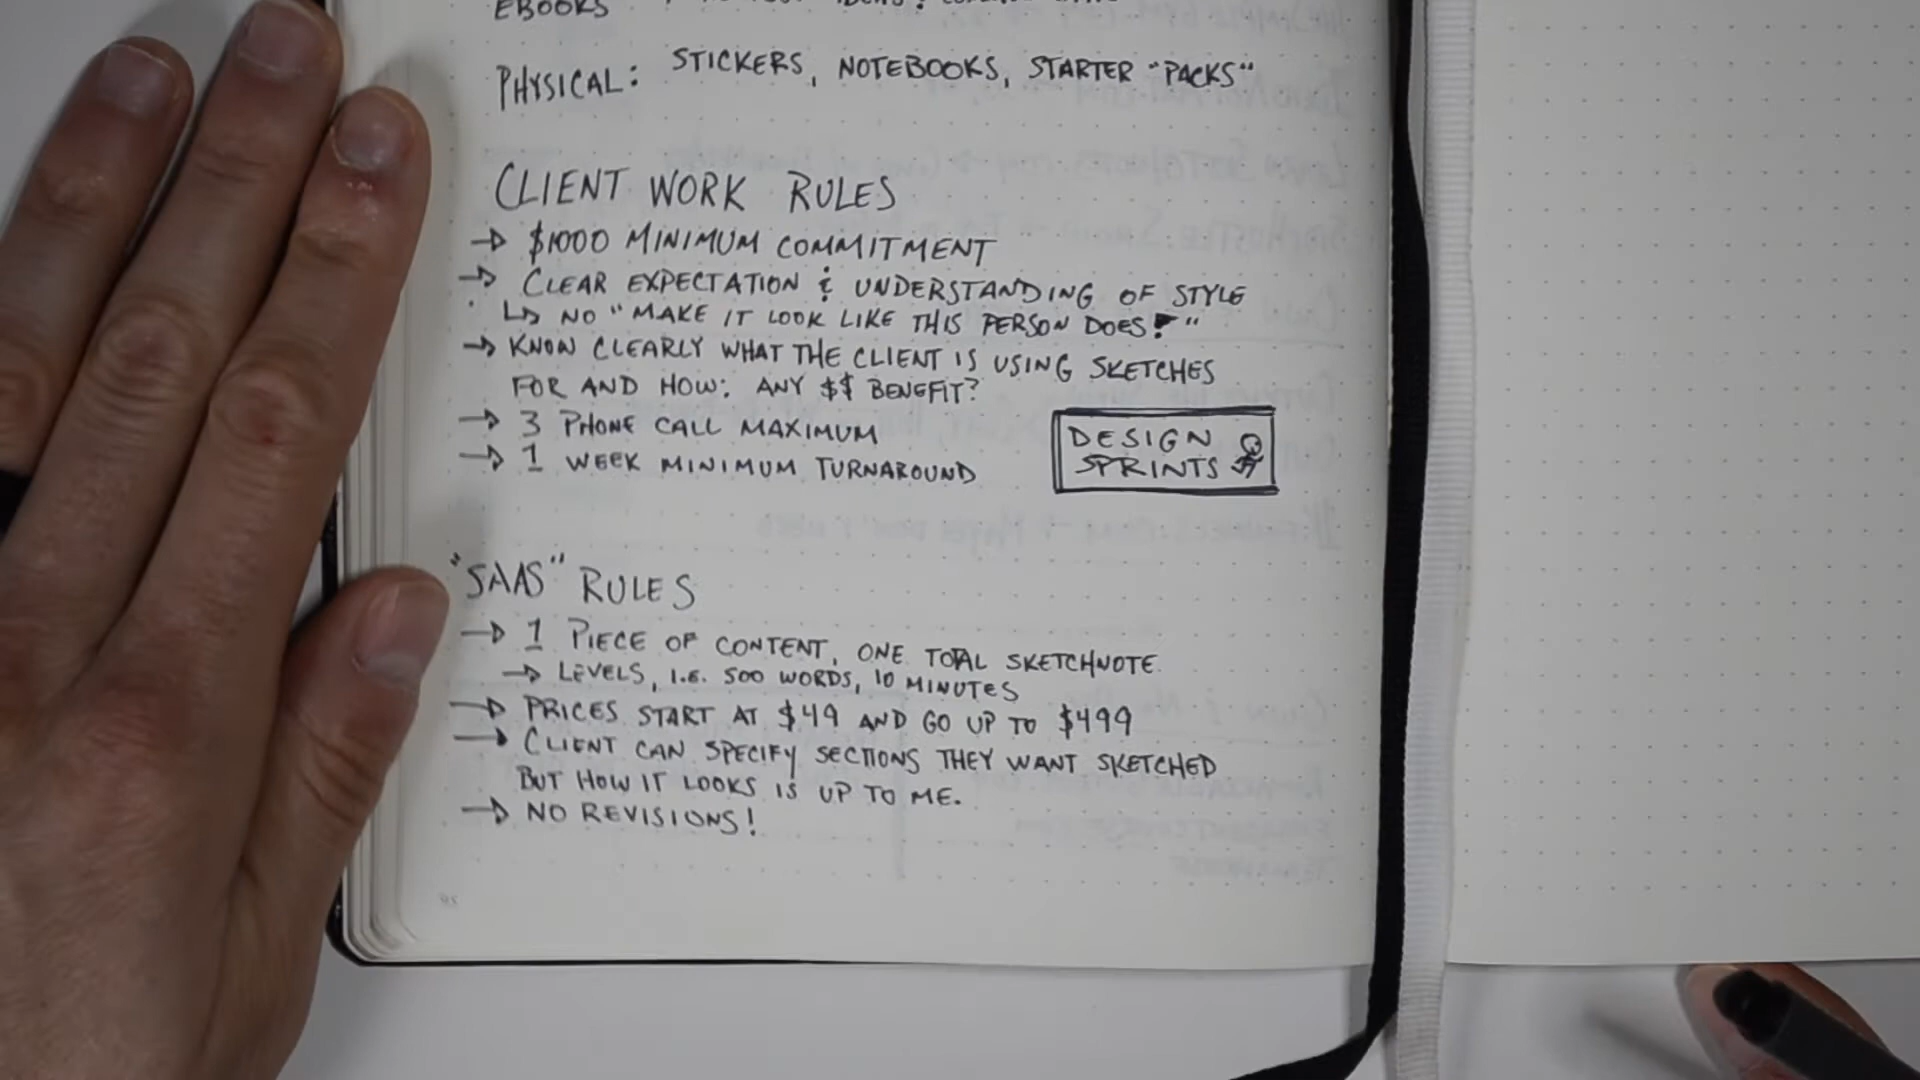 EBOOKS
PHYSICAL: STICKERS, NOTEBOOKS, STARTER "PACKS"
CLIENT WORK RULES
→ $1000 MINIMUM COMMITMENT
→ CLEAR EXPECTATION & UNDERSTANDING OF STYLE
↳ NO "MAKE IT LOOK LIKE THIS PERSON DOES!"
→ KNOW CLEARLY WHAT THE CLIENT IS USING SKETCHES
FOR AND HOW: ANY $$ BENEFIT?
→ 3 PHONE CALL MAXIMUM
→ 1 WEEK MINIMUM TURNAROUND
DESIGN
SPRINTS
"SAAS" RULES
→ 1 PIECE OF CONTENT, ONE TOTAL SKETCHNOTE
→ LEVELS, I.E. 500 WORDS, 10 MINUTES
→ PRICES START AT $49 AND GO UP TO $499
→ CLIENT CAN SPECIFY SECTIONS THEY WANT SKETCHED
BUT HOW IT LOOKS IS UP TO ME.
→ NO REVISIONS!